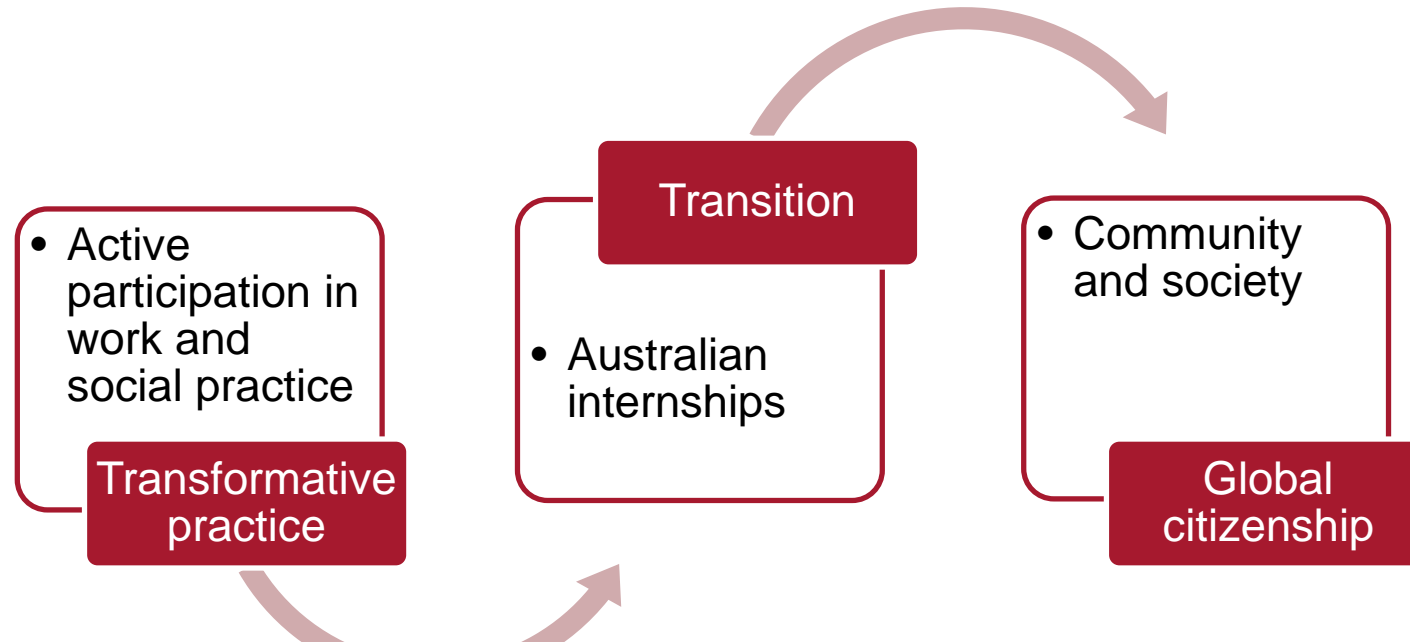 • Active
participation in
work and
social practice
Transformative
practice
Transition
• Australian
internships
• Community
and society
Global
citizenship